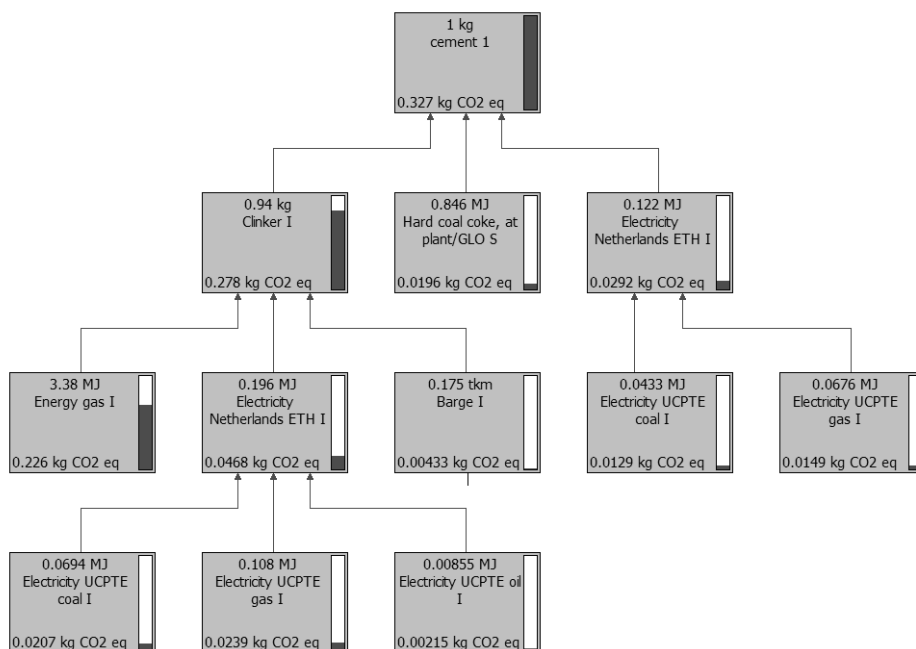 1 kg
cement 1
0.327 kg CO2 eq
0.94 kg
Clinker I
0.278 kg CO2 eq
0.846 MJ
Hard coal coke, at
plant/GLO S
0.0196 kg CO2 eq
0.122 MJ
Electricity
Netherlands ETH I
0.0292 kg CO2 eq
3.38 MJ
Energy gas I
0.226 kg CO2 eq
0.196 MJ
Electricity
Netherlands ETH I
0.0468 kg CO2 eq
0.175 tkm
Barge I
0.00433 kg CO2 eq
0.0433 MJ
Electricity UCPTE
coal I
0.0129 kg CO2 eq
0.0676 MJ
Electricity UCPTE
gas I
0.0149 kg CO2 eq
0.0694 MJ
Electricity UCPTE
coal I
0.0207 kg CO2 eq
0.108 MJ
Electricity UCPTE
gas I
0.0239 kg CO2 eq
0.00855 MJ
Electricity UCPTE oil
I
0.00215 kg CO2 eq